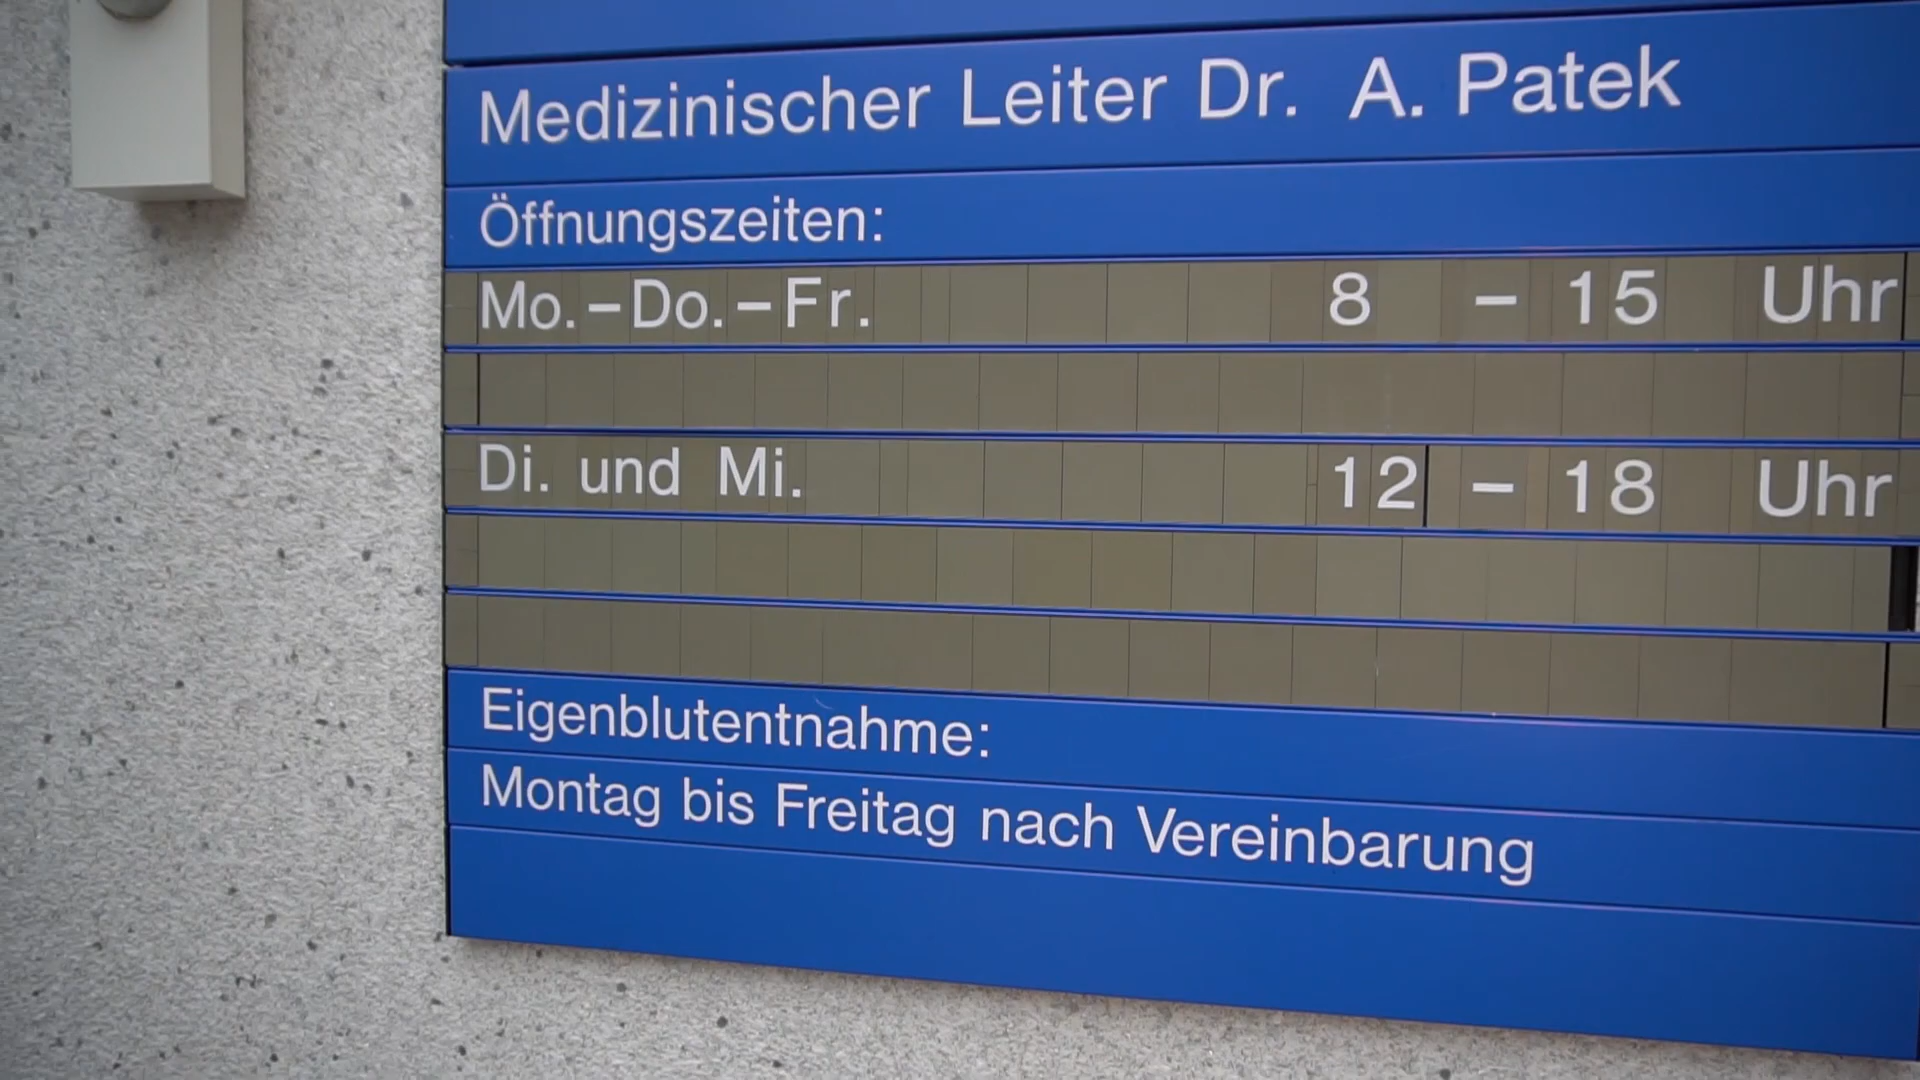 Medizinischer Leiter Dr. A. Patek
Öffnungszeiten:
Mo.–Do.–Fr. 8 – 15 Uhr
Di. und Mi. 12 – 18 Uhr
Eigenblutentnahme:
Montag bis Freitag nach Vereinbarung